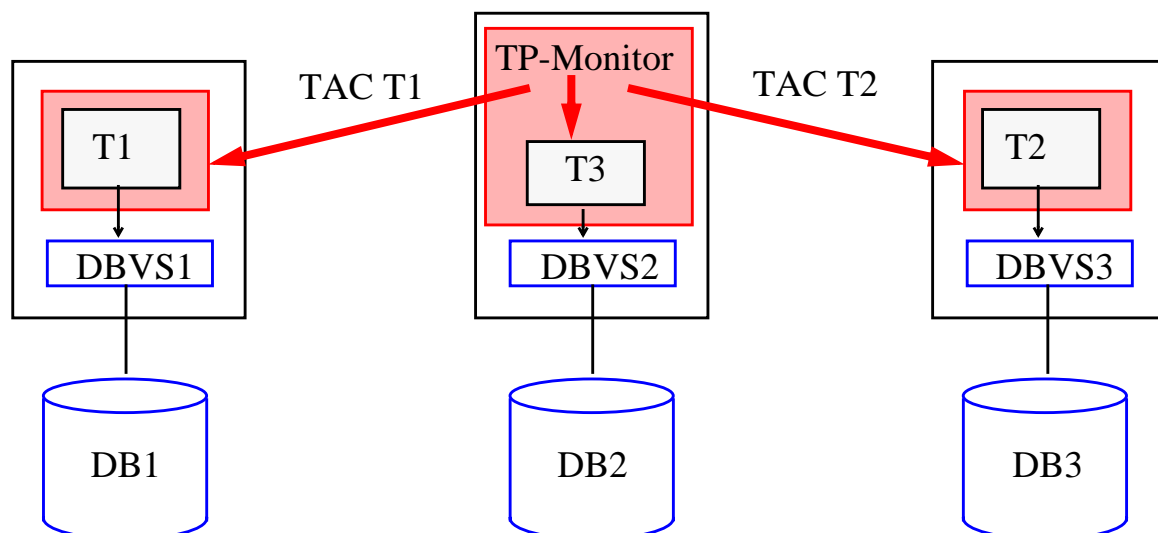 TP-Monitor
TAC T1
TAC T2
T1
T3
T2
DBVS1
DBVS2
DBVS3
DB1
DB2
DB3